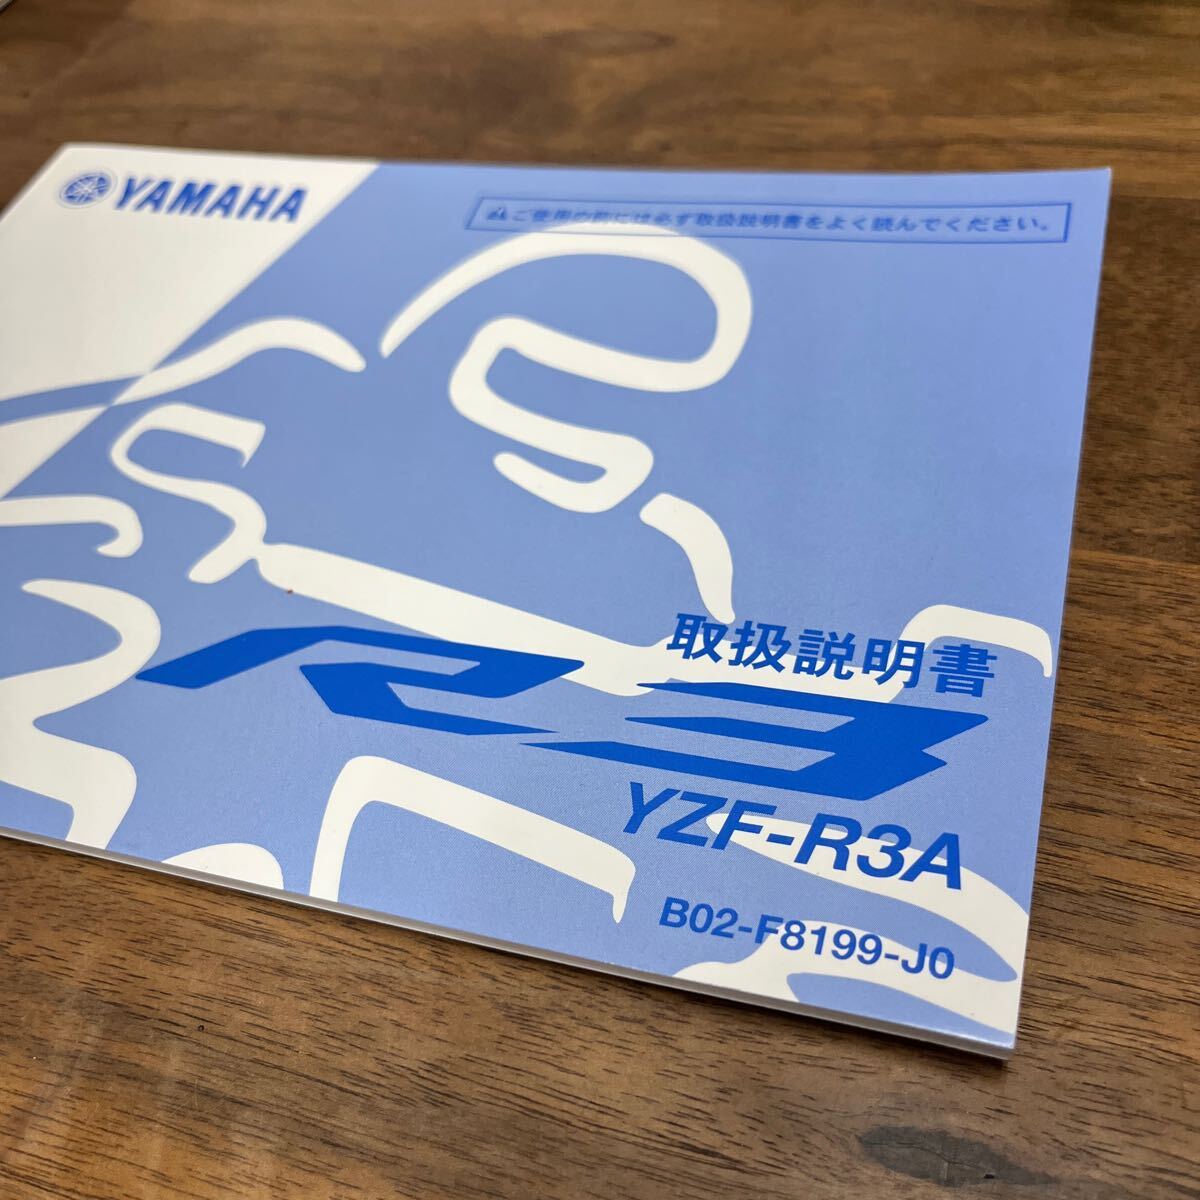 YAMAHA
⚠ご使用の前には必ず取扱説明書をよく読んでください。
取扱説明書
R3
YZF-R3A
B02-F8199-J0